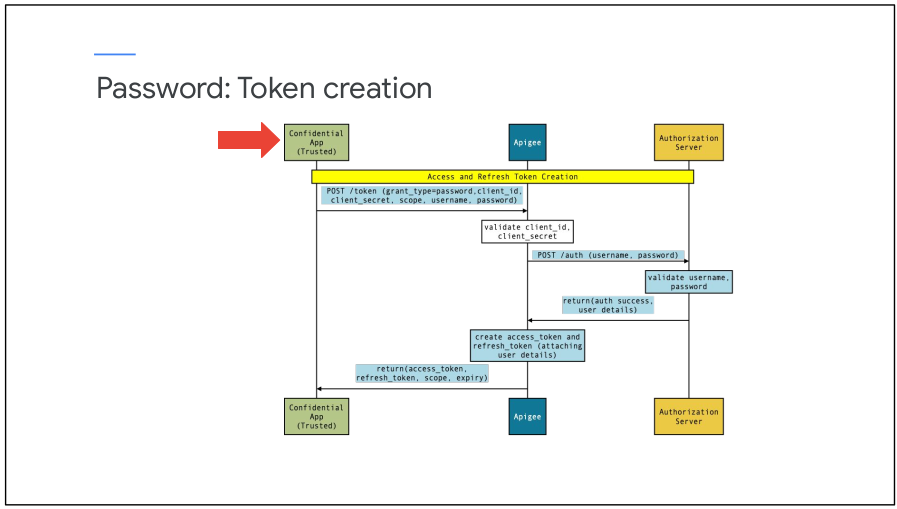 Password: Token creation
Confidential
App
(Trusted)
Apigee
Authorization
Server
Access and Refresh Token Creation
POST /token (grant_type=password,client_id,
client_secret, scope, username, password)
validate client_id,
client_secret
POST /auth (username, password)
validate username,
password
return(auth success,
user details)
create access_token and
refresh_token (attaching
user details)
return(access_token,
refresh_token, scope, expiry)
Confidential
App
(Trusted)
Apigee
Authorization
Server